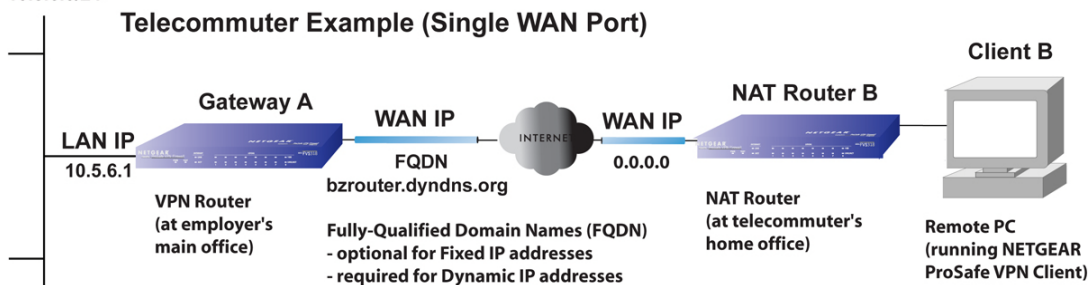 Telecommuter Example (Single WAN Port)
Client B
Gateway A
NAT Router B
WAN IP
WAN IP
LAN IP
NETGEAR
INTERNET
NETGEAR
10.5.6.1
FQDN
0.0.0.0
bzrouter.dyndns.org
VPN Router
(at employer's
main office)
NAT Router
(at telecommuter's
home office)
Fully-Qualified Domain Names (FQDN)
- optional for Fixed IP addresses
- required for Dynamic IP addresses
Remote PC
(running NETGEAR
ProSafe VPN Client)